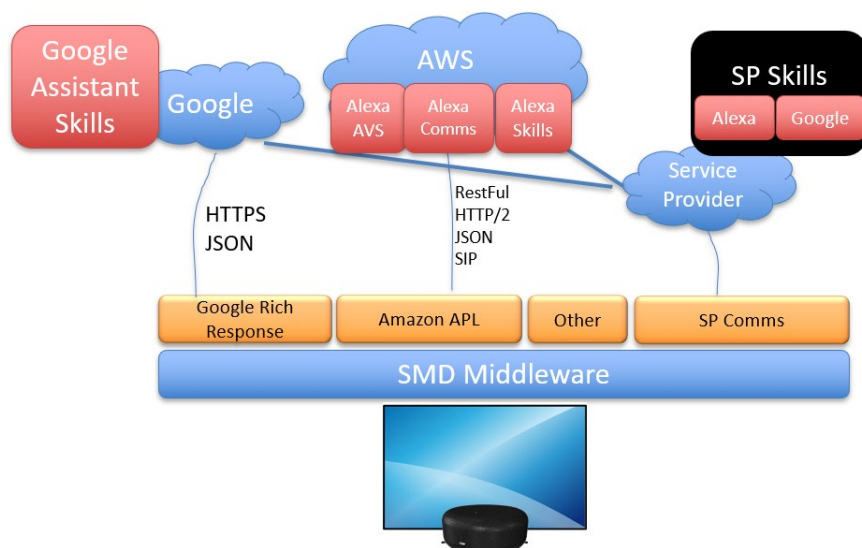 Google
Assistant
Skills
Google
AWS
Alexa
AVS
Alexa
Comms
Alexa
Skills
SP Skills
Alexa
Google
Service
Provider
HTTPS
JSON
RestFul
HTTP/2
JSON
SIP
Google Rich
Response
Amazon APL
Other
SP Comms
SMD Middleware